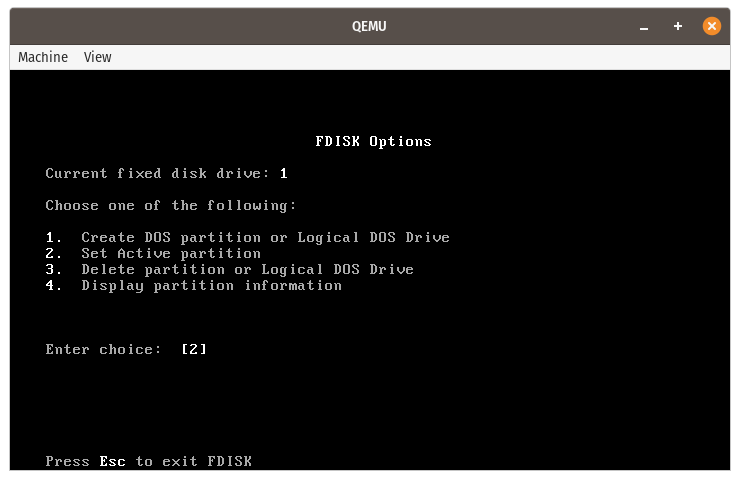 QEMU
Machine View
FDISK Options
Current fixed disk drive: 1
Choose one of the following:
1. Create DOS partition or Logical DOS Drive
2. Set Active partition
3. Delete partition or Logical DOS Drive
4. Display partition information
Enter choice: [2]
Press Esc to exit FDISK